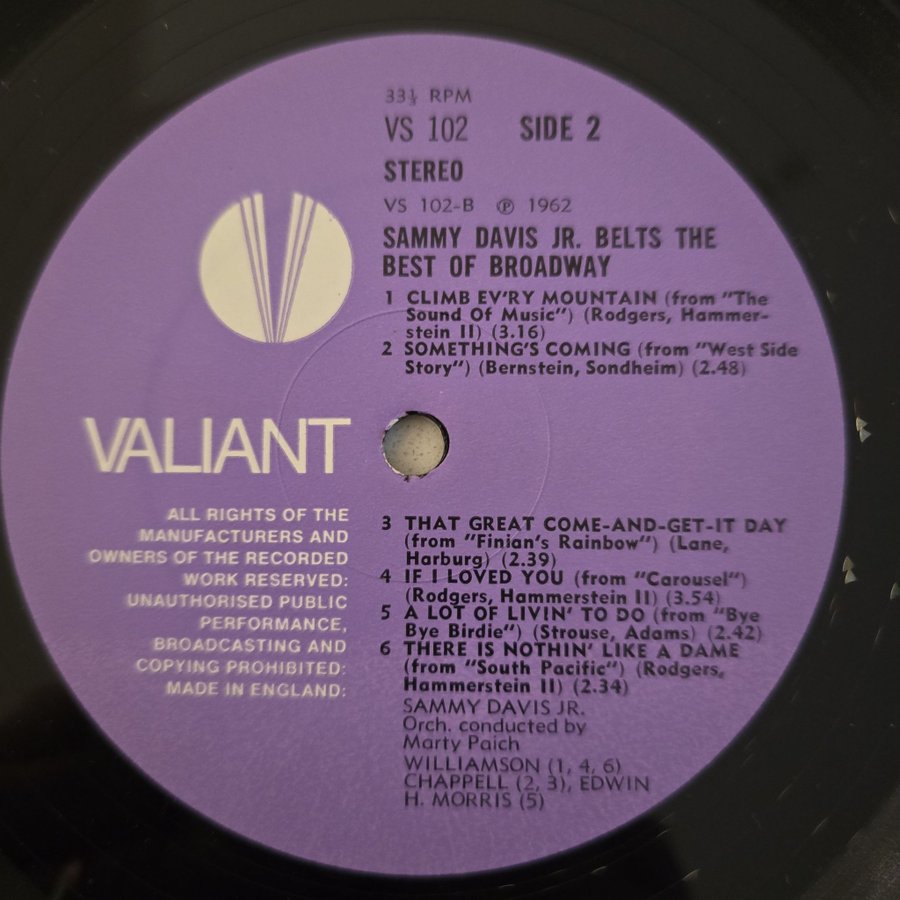 33⅓ RPM
VS 102 SIDE 2
STEREO
VS 102-B ℗ 1962
SAMMY DAVIS JR. BELTS THE
BEST OF BROADWAY
1 CLIMB EV'RY MOUNTAIN (from "The
Sound Of Music") (Rodgers, Hammer-
stein II) (3.16)
2 SOMETHING'S COMING (from "West Side
Story") (Bernstein, Sondheim) (2.48)
VALIANT
ALL RIGHTS OF THE
MANUFACTURERS AND
OWNERS OF THE RECORDED
WORK RESERVED:
UNAUTHORISED PUBLIC
PERFORMANCE,
BROADCASTING AND
COPYING PROHIBITED:
MADE IN ENGLAND:
3 THAT GREAT COME-AND-GET-IT DAY
(from "Finian's Rainbow") (Lane,
Harburg) (2.39)
4 IF I LOVED YOU (from "Carousel")
(Rodgers, Hammerstein II) (3.54)
5 A LOT OF LIVIN' TO DO (from "Bye
Bye Birdie") (Strouse, Adams) (2.42)
6 THERE IS NOTHIN' LIKE A DAME
(from "South Pacific") (Rodgers,
Hammerstein II) (2.34)
SAMMY DAVIS JR.
Orch. conducted by
Marty Paich
WILLIAMSON (1, 4, 6)
CHAPPELL (2, 3), EDWIN
H. MORRIS (5)